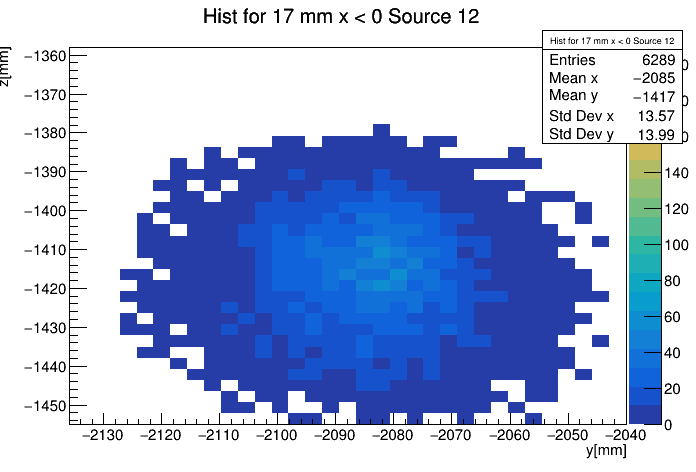 Hist for 17 mm x < 0 Source 12
z[mm]
Hist for 17 mm x < 0 Source 12
Entries 6289
Mean x −2085
Mean y −1417
Std Dev x 13.57
Std Dev y 13.99
−1360
−1370
−1380
−1390
−1400
−1410
−1420
−1430
−1440
−1450
140
120
100
80
60
40
20
0
−2130 −2120 −2110 −2100 −2090 −2080 −2070 −2060 −2050 −2040
y[mm]